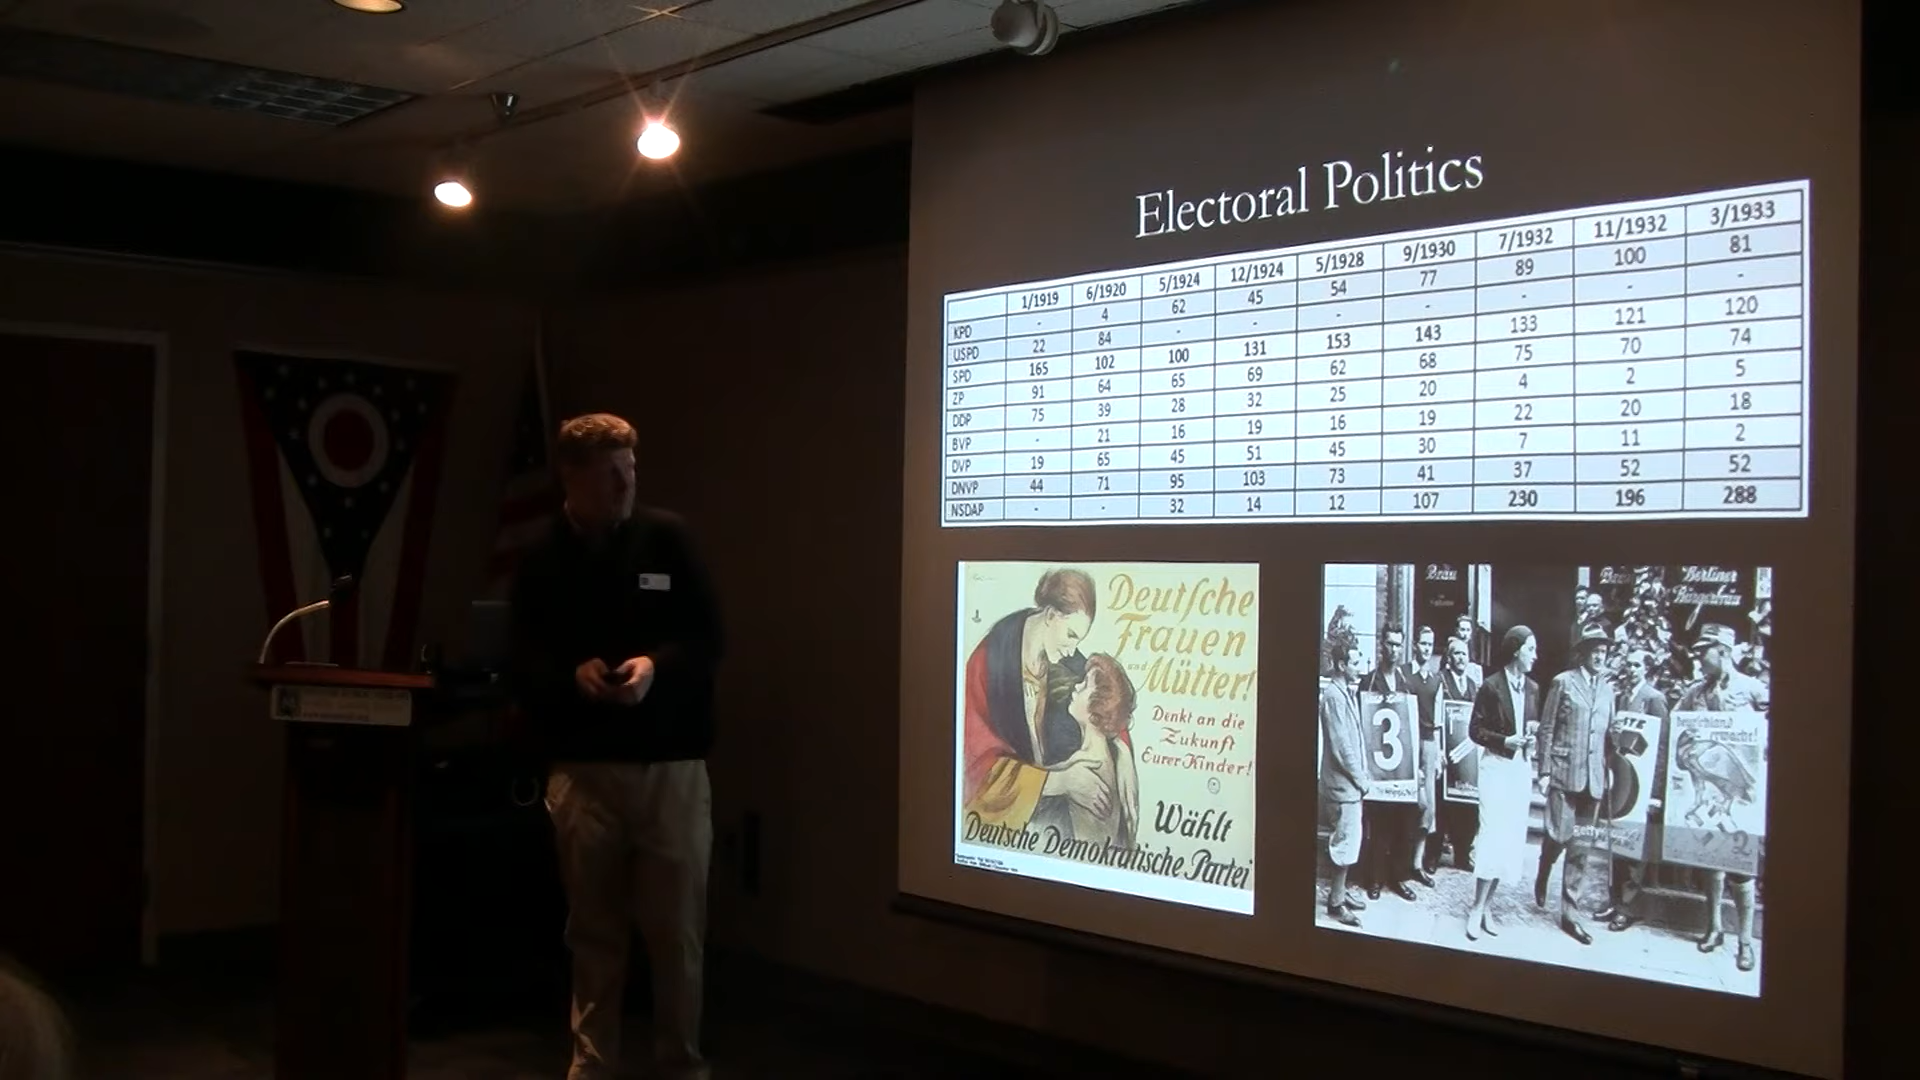 Electoral Politics
1/1919 6/1920 5/1924 12/1924 5/1928 9/1930 7/1932 11/1932 3/1933
KPD - 4 62 45 54 77 89 100 81
USPD 22 84 - - - - - - -
SPD 165 102 100 131 153 143 133 121 120
ZP 91 64 65 69 62 68 75 70 74
DDP 75 39 28 32 25 20 4 2 5
BVP - 21 16 19 16 19 22 20 18
DVP 19 65 45 51 45 30 7 11 2
DNVP 44 71 95 103 73 41 37 52 52
NSDAP - - 32 14 12 107 230 196 288
Deutsche
Frauen
und Mütter!
Denkt an die
Zukunft
Eurer Kinder!
Wählt
Deutsche Demokratische Partei
Bräu
Berliner
Bürgerbräu
3
Deutschland
erwache!
2